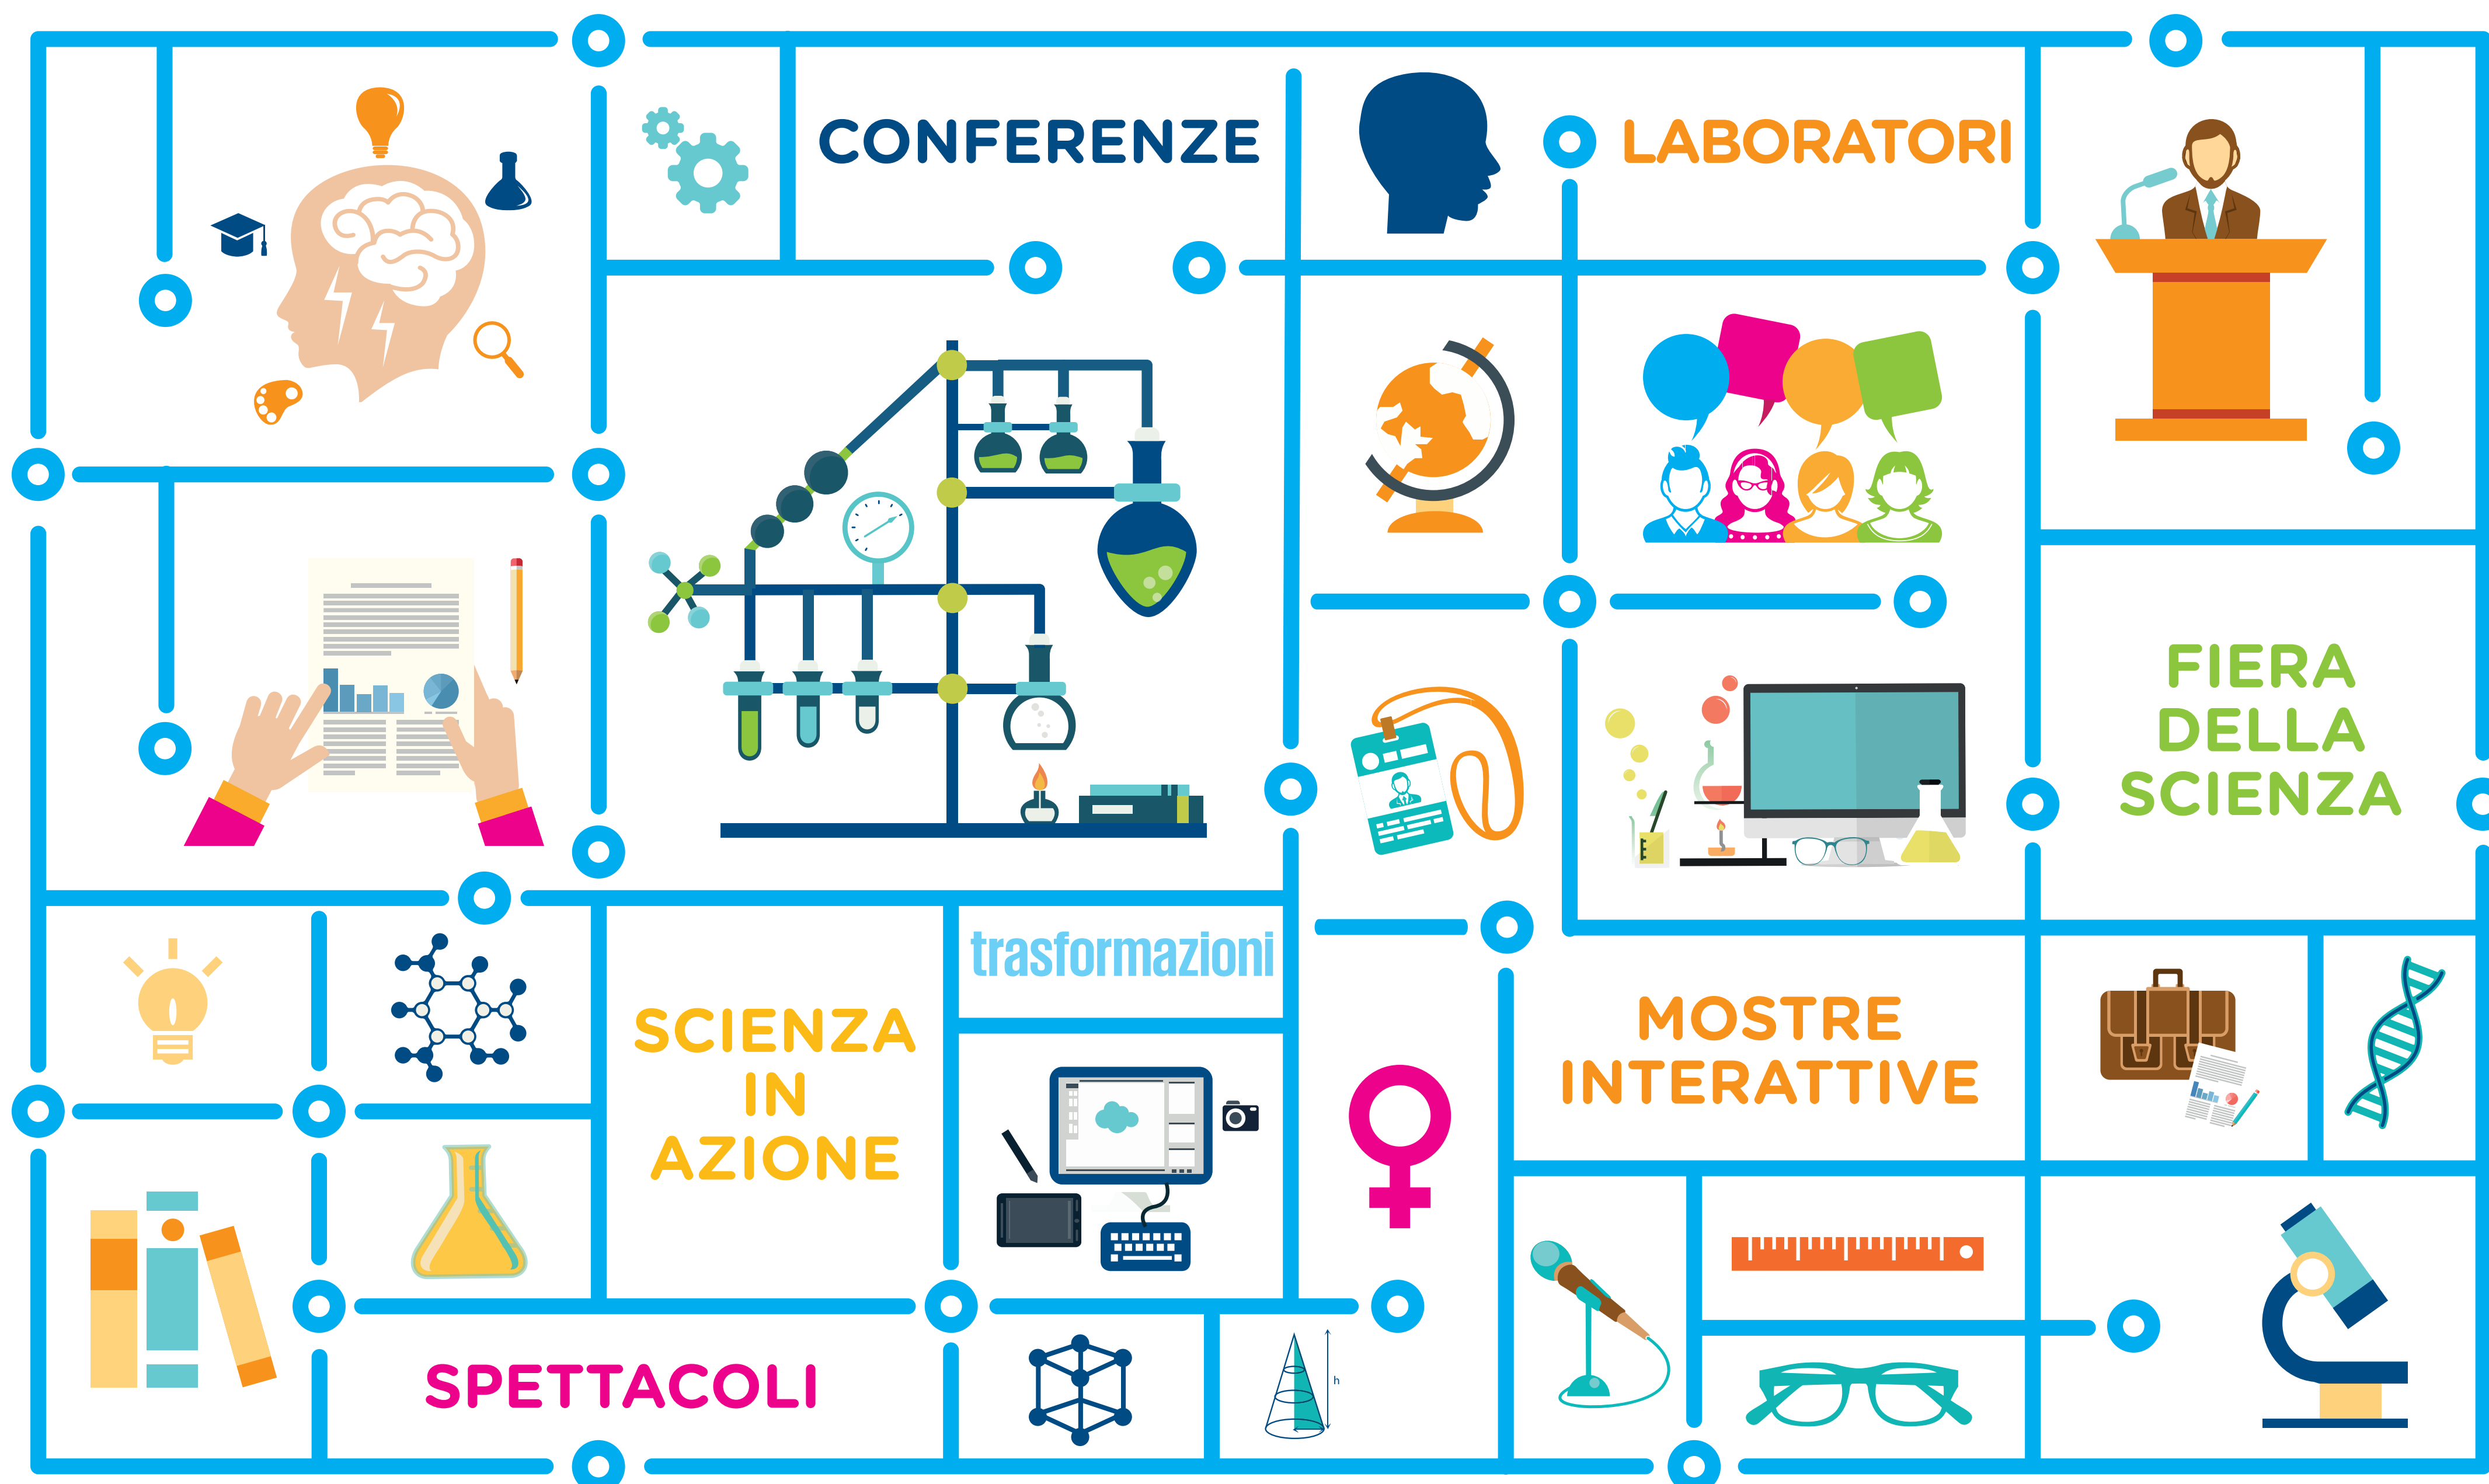 CONFERENZE
LABORATORI
FIERA
DELLA
SCIENZA
trasformazioni
SCIENZA
IN
AZIONE
MOSTRE
INTERATTIVE
SPETTACOLI
h